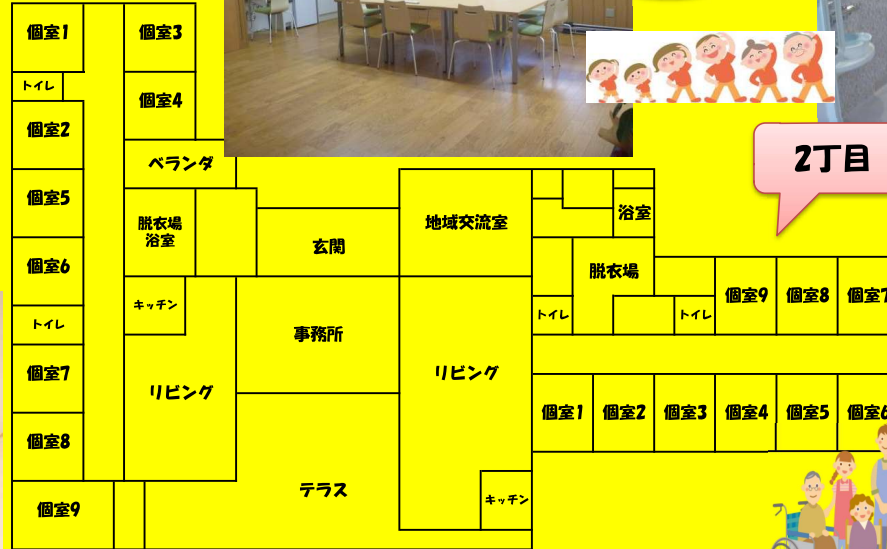 個室1
個室3
トイレ
個室4
個室2
ベランダ
個室5
脱衣場
浴室
個室6
キッチン
トイレ
個室7
リビング
個室8
個室9
玄関
事務所
テラス
地域交流室
リビング
キッチン
2丁目
浴室
脱衣場
トイレ
トイレ
個室9
個室8
個室7
個室1
個室2
個室3
個室4
個室5
個室6